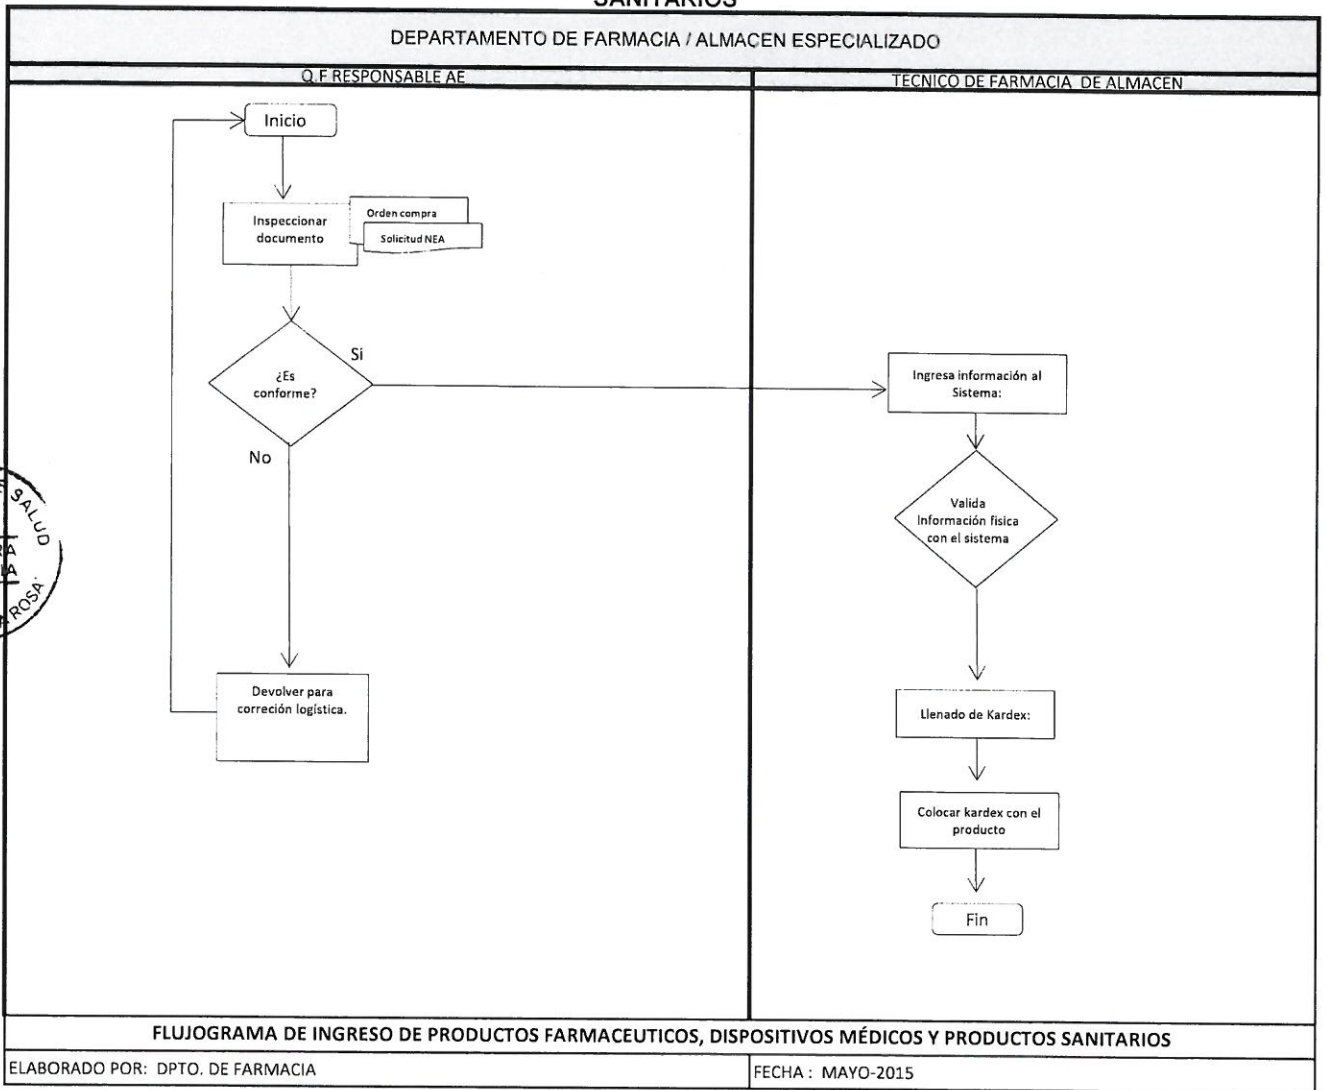 SANITARIOS
DEPARTAMENTO DE FARMACIA / ALMACEN ESPECIALIZADO
Q.F RESPONSABLE AE
TECNICO DE FARMACIA DE ALMACEN
Inicio
Inspeccionar
documento
Orden compra
Solicitud NEA
¿Es
conforme?
Si
No
Devolver para
correción logística.
Ingresa información al
Sistema:
Valida
Información fisica
con el sistema
Llenado de Kardex:
Colocar kardex con el
producto
Fin
SALUD
ROSA
FLUJOGRAMA DE INGRESO DE PRODUCTOS FARMACEUTICOS, DISPOSITIVOS MÉDICOS Y PRODUCTOS SANITARIOS
ELABORADO POR: DPTO. DE FARMACIA
FECHA : MAYO-2015